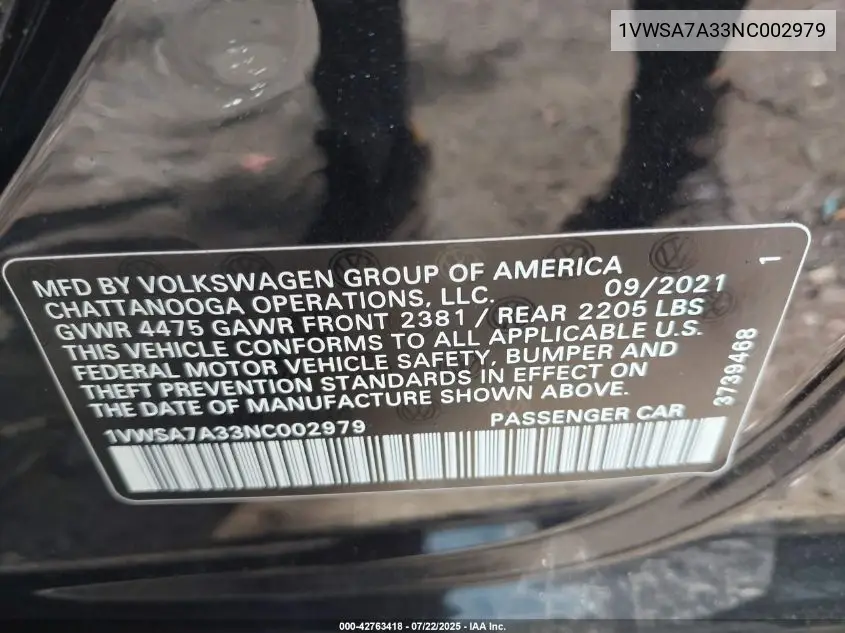 1VWSA7A33NC002979
MFD BY VOLKSWAGEN GROUP OF AMERICA
CHATTANOOGA OPERATIONS, LLC. 09/2021 1
GVWR 4475 GAWR FRONT 2381 / REAR 2205 LBS
THIS VEHICLE CONFORMS TO ALL APPLICABLE U.S.
FEDERAL MOTOR VEHICLE SAFETY, BUMPER AND
THEFT PREVENTION STANDARDS IN EFFECT ON
THE DATE OF MANUFACTURE SHOWN ABOVE.
1VWSA7A33NC002979 PASSENGER CAR
3739468
000-42763418 - 07/22/2025 - IAA Inc.